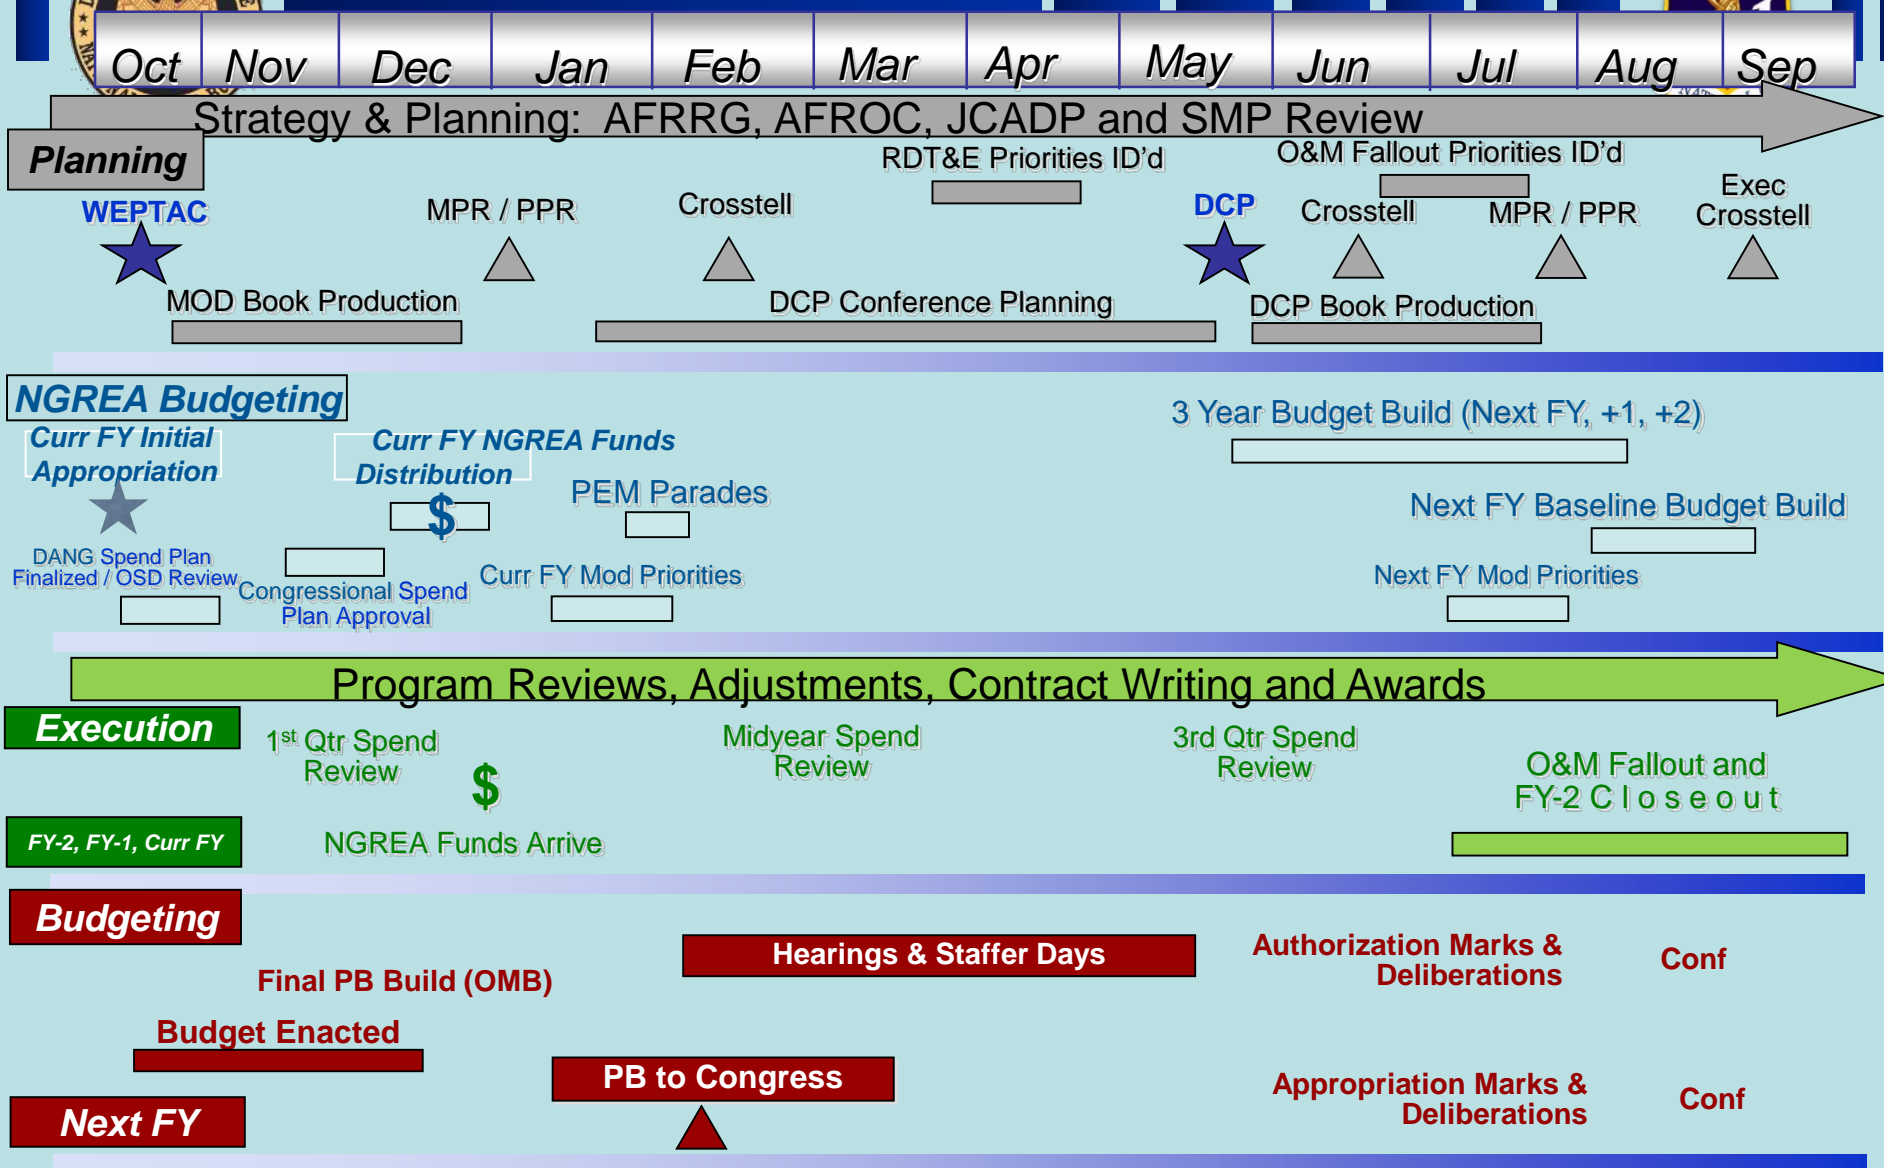 Oct Nov Dec Jan Feb Mar Apr May Jun Jul Aug Sep
Strategy & Planning: AFRRG, AFROC, JCADP and SMP Review
Planning
RDT&E Priorities ID'd
O&M Fallout Priorities ID'd
WEPTAC
MPR / PPR
Crosstell
DCP
Crosstell
MPR / PPR
Exec
Crosstell
MOD Book Production
DCP Conference Planning
DCP Book Production
NGREA Budgeting
Curr FY Initial
Appropriation
Curr FY NGREA Funds
Distribution
$
PEM Parades
3 Year Budget Build (Next FY, +1, +2)
Next FY Baseline Budget Build
DANG Spend Plan
Finalized / OSD Review
Congressional Spend
Plan Approval
Curr FY Mod Priorities
Next FY Mod Priorities
Program Reviews, Adjustments, Contract Writing and Awards
Execution
1st Qtr Spend
Review
$
Midyear Spend
Review
3rd Qtr Spend
Review
O&M Fallout and
FY-2 C l o s e o u t
FY-2, FY-1, Curr FY
NGREA Funds Arrive
Budgeting
Hearings & Staffer Days
Authorization Marks &
Deliberations
Conf
Final PB Build (OMB)
Budget Enacted
PB to Congress
Appropriation Marks &
Deliberations
Conf
Next FY